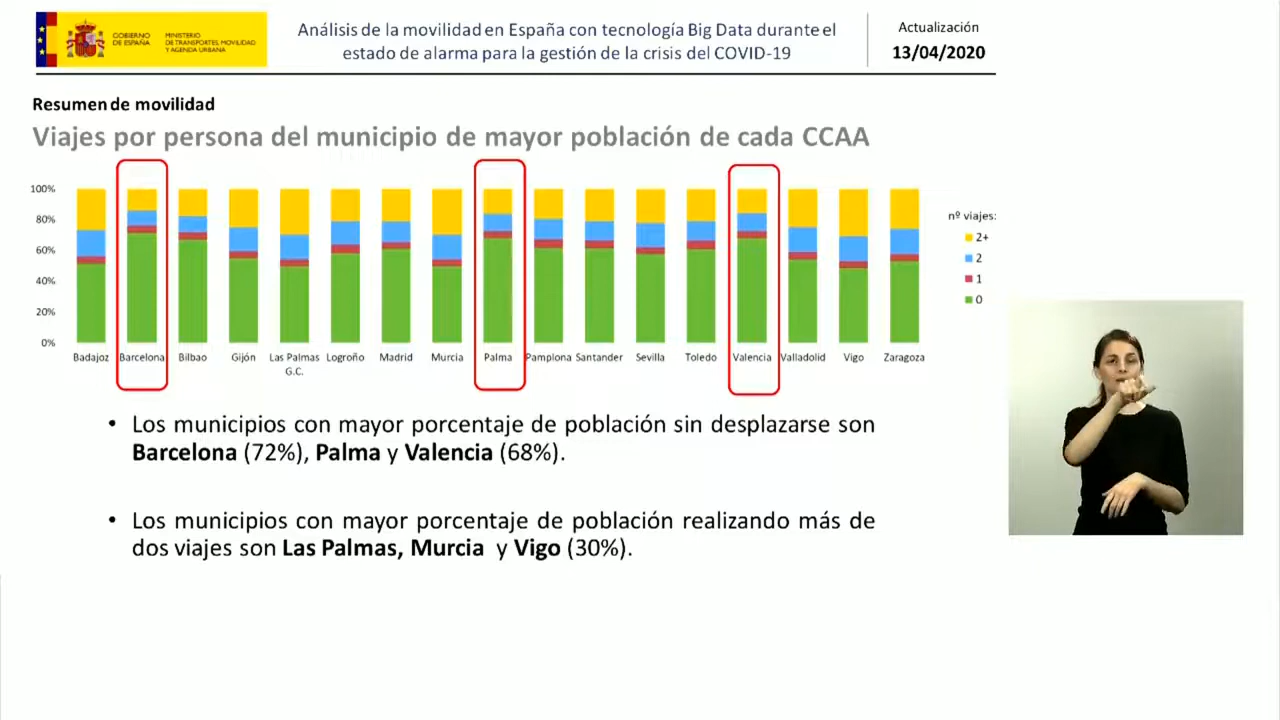 GOBIERNO
DE ESPAÑA
MINISTERIO
DE TRANSPORTES, MOVILIDAD
Y AGENDA URBANA
Análisis de la movilidad en España con tecnología Big Data durante el
estado de alarma para la gestión de la crisis del COVID-19
Actualización
13/04/2020
Resumen de movilidad
Viajes por persona del municipio de mayor población de cada CCAA
100%
80%
60%
40%
20%
0%
Badajoz Barcelona Bilbao Gijón Las Palmas G.C. Logroño Madrid Murcia Palma Pamplona Santander Sevilla Toledo Valencia Valladolid Vigo Zaragoza
nº viajes:
2+
2
1
0
• Los municipios con mayor porcentaje de población sin desplazarse son
Barcelona (72%), Palma y Valencia (68%).
• Los municipios con mayor porcentaje de población realizando más de
dos viajes son Las Palmas, Murcia y Vigo (30%).